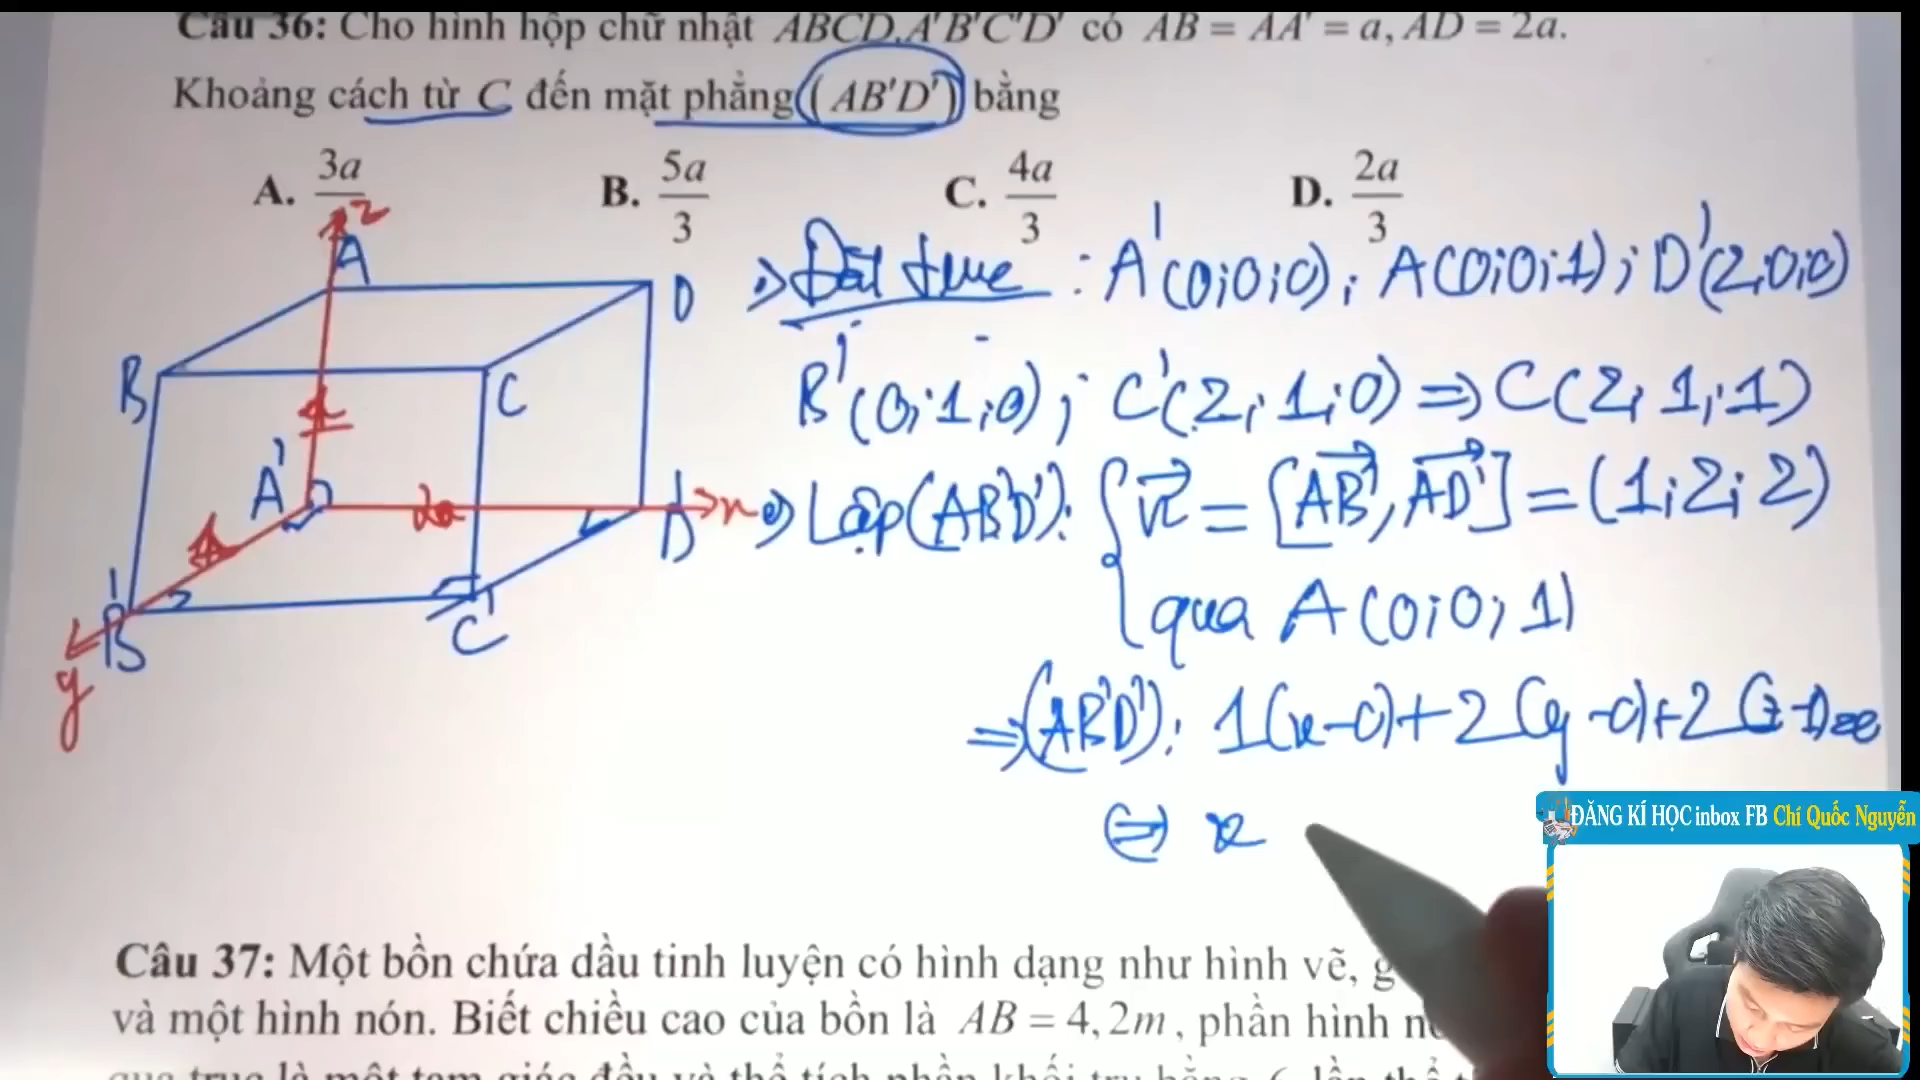 Câu 36: Cho hình hộp chữ nhật ABCD.A'B'C'D' có AB = AA' = a, AD = 2a.
Khoảng cách từ C đến mặt phẳng (AB'D') bằng
A. 3a
B. 5a/3
C. 4a/3
D. 2a/3
z
A
D
B
C
A'
1
2a
x
1
B'
C'
D'
y
=> Đặt trục : A'(0;0;0); A(0;0;1); D'(2;0;0)
B'(0;1;0); C'(2;1;0) => C(2;1;1)
=> Lập (AB'D'): { n = [AB', AD'] = (1;2;2)
qua A(0;0;1)
=> (AB'D'): 1(x-0)+2(y-0)+2(z-1)=0
<=> x
ĐĂNG KÍ HỌC inbox FB Chí Quốc Nguyễn
Câu 37: Một bồn chứa dầu tinh luyện có hình dạng như hình vẽ, g
và một hình nón. Biết chiều cao của bồn là AB = 4,2m, phần hình